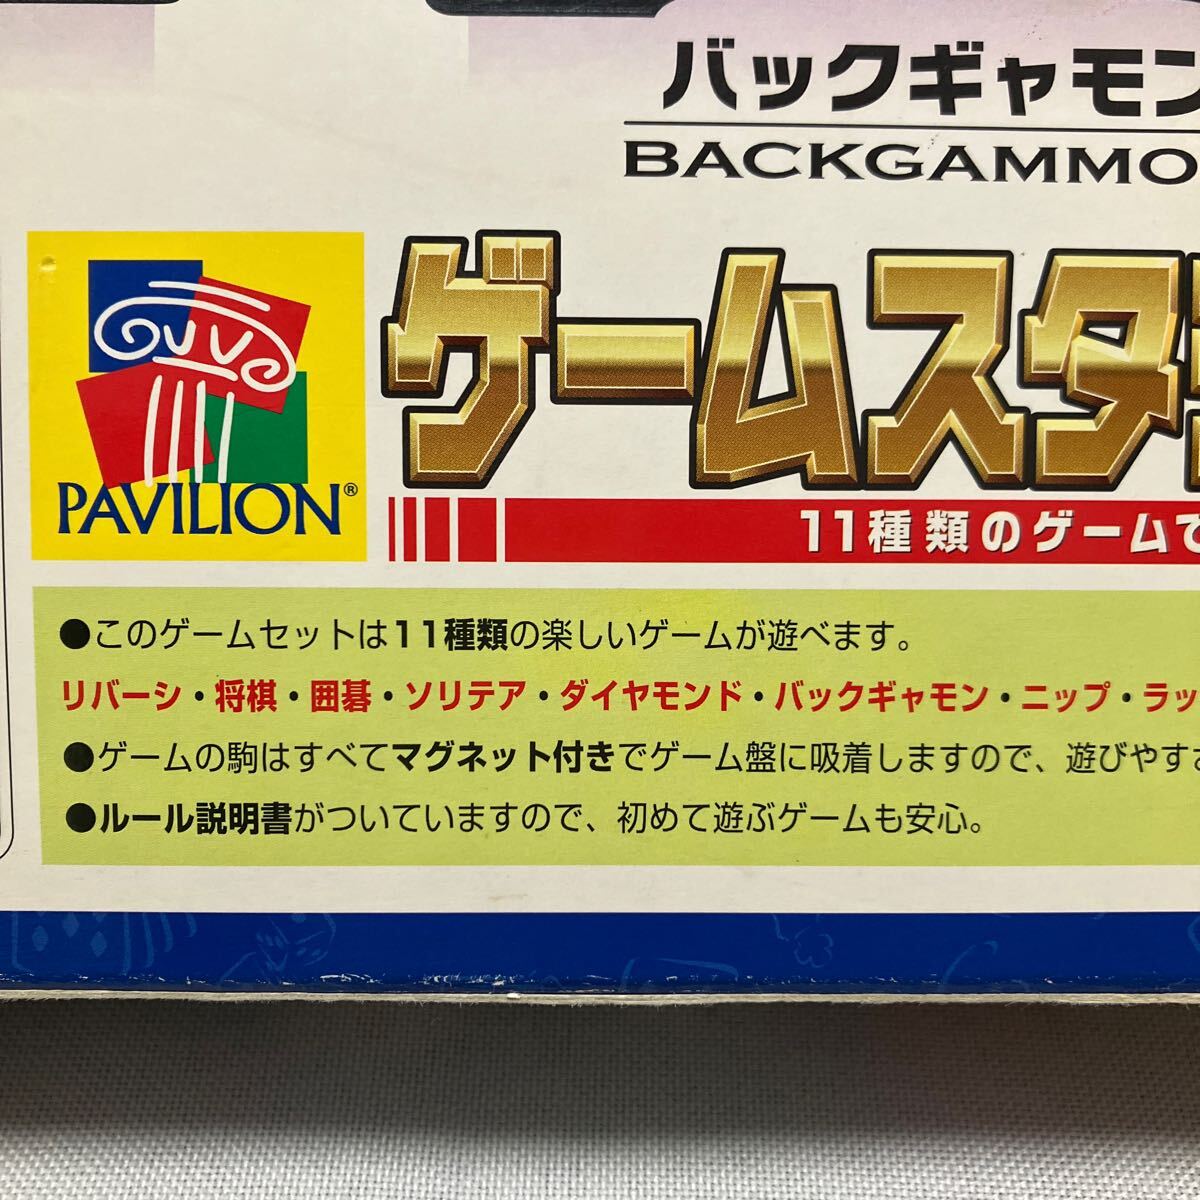 バックギャモン
BACKGAMMO
PAVILION®
ゲームスタ
11種類のゲームで
●このゲームセットは11種類の楽しいゲームが遊べます。
リバーシ・将棋・囲碁・ソリテア・ダイヤモンド・バックギャモン・ニップ・ラッ
●ゲームの駒はすべてマグネット付きでゲーム盤に吸着しますので、遊びやすさ
●ルール説明書がついていますので、初めて遊ぶゲームも安心。